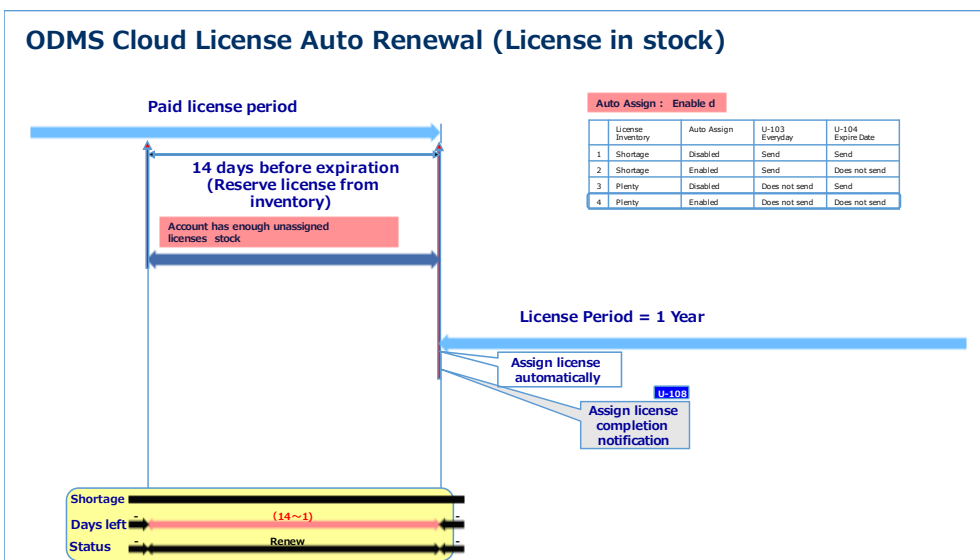 ODMS Cloud License Auto Renewal (License in stock)
Paid license period
14 days before expiration
(Reserve license from
inventory)
Account has enough unassigned
licenses stock
Auto Assign : Enable d
License Inventory Auto Assign U-103 Everyday U-104 Expire Date
1 Shortage Disabled Send Send
2 Shortage Enabled Send Does not send
3 Plenty Disabled Does not send Send
4 Plenty Enabled Does not send Does not send
License Period = 1 Year
Assign license
automatically
U-108
Assign license
completion
notification
Shortage
Days left - (14～1) -
Status - Renew -